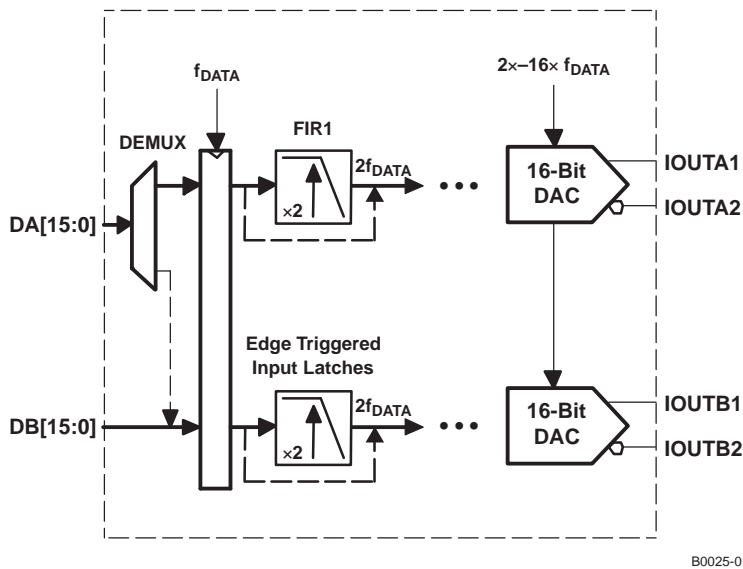 fDATA
2×–16× fDATA
DEMUX
FIR1
2fDATA
×2
16-Bit
DAC
IOUTA1
IOUTA2
DA[15:0]
Edge Triggered
Input Latches
2fDATA
×2
16-Bit
DAC
IOUTB1
IOUTB2
DB[15:0]
B0025-0